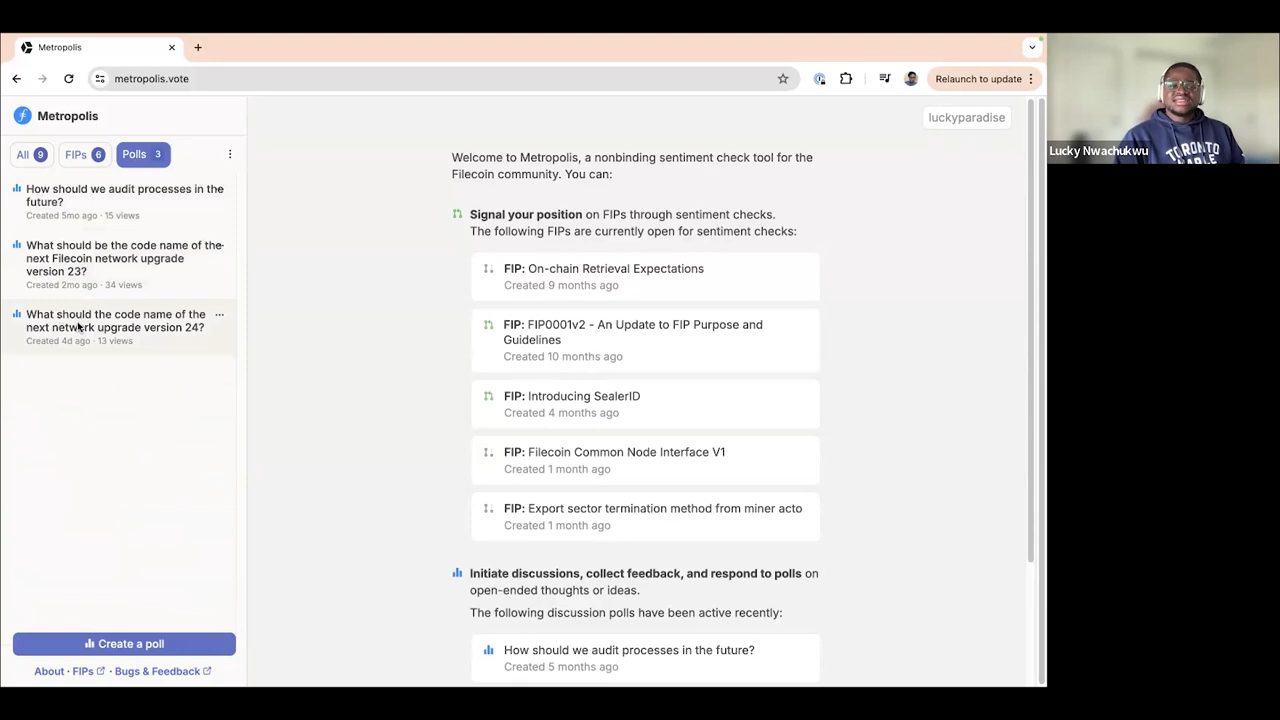 Metropolis
metropolis.vote
Relaunch to update
Metropolis
All 9
FIPs 6
Polls 3
How should we audit processes in the
future?
Created 5mo ago · 15 views
What should be the code name of the
next Filecoin network upgrade
version 23?
Created 2mo ago · 34 views
What should the code name of the
next network upgrade version 24?
Created 4d ago · 13 views
Create a poll
About · FIPs · Bugs & Feedback
luckyparadise
Welcome to Metropolis, a nonbinding sentiment check tool for the
Filecoin community. You can:
Signal your position on FIPs through sentiment checks.
The following FIPs are currently open for sentiment checks:
FIP: On-chain Retrieval Expectations
Created 9 months ago
FIP: FIP0001v2 - An Update to FIP Purpose and
Guidelines
Created 10 months ago
FIP: Introducing SealerID
Created 4 months ago
FIP: Filecoin Common Node Interface V1
Created 1 month ago
FIP: Export sector termination method from miner acto
Created 1 month ago
Initiate discussions, collect feedback, and respond to polls on
open-ended thoughts or ideas.
The following discussion polls have been active recently:
How should we audit processes in the future?
Created 5 months ago
Lucky Nwachukwu
TORONTO